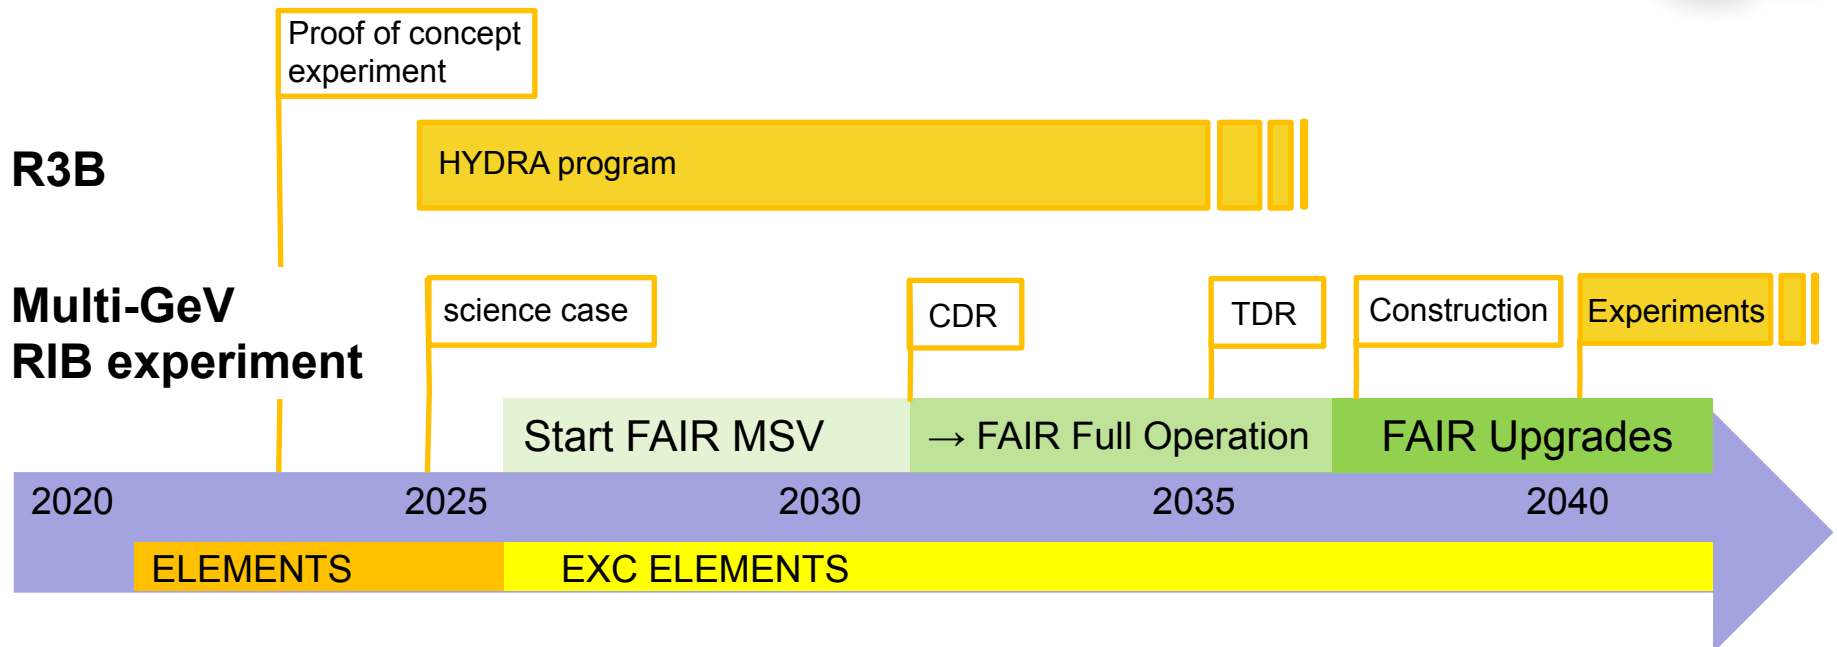 Proof of concept
experiment
R3B
HYDRA program
Multi-GeV
RIB experiment
science case
CDR
TDR
Construction
Experiments
Start FAIR MSV
→ FAIR Full Operation
FAIR Upgrades
2020
2025
2030
2035
2040
ELEMENTS
EXC ELEMENTS